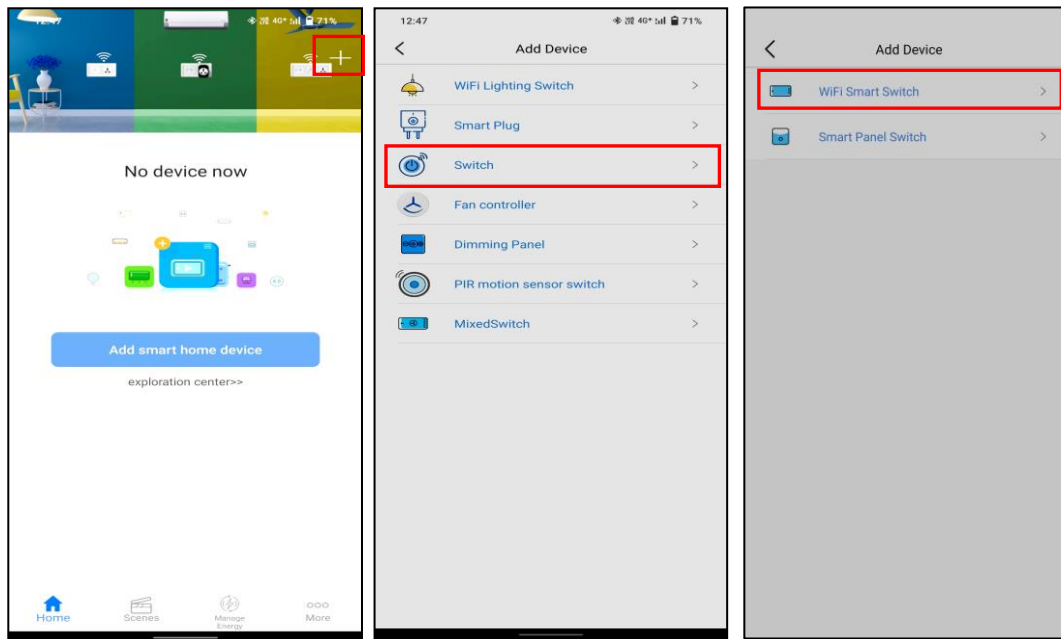 12:47
71%
No device now
Add smart home device
exploration center>>
Home
Scenes
Manage Energy
More
12:47
4G+
71%
Add Device
WiFi Lighting Switch
Smart Plug
Switch
Fan controller
Dimming Panel
PIR motion sensor switch
MixedSwitch
Add Device
WiFi Smart Switch
Smart Panel Switch